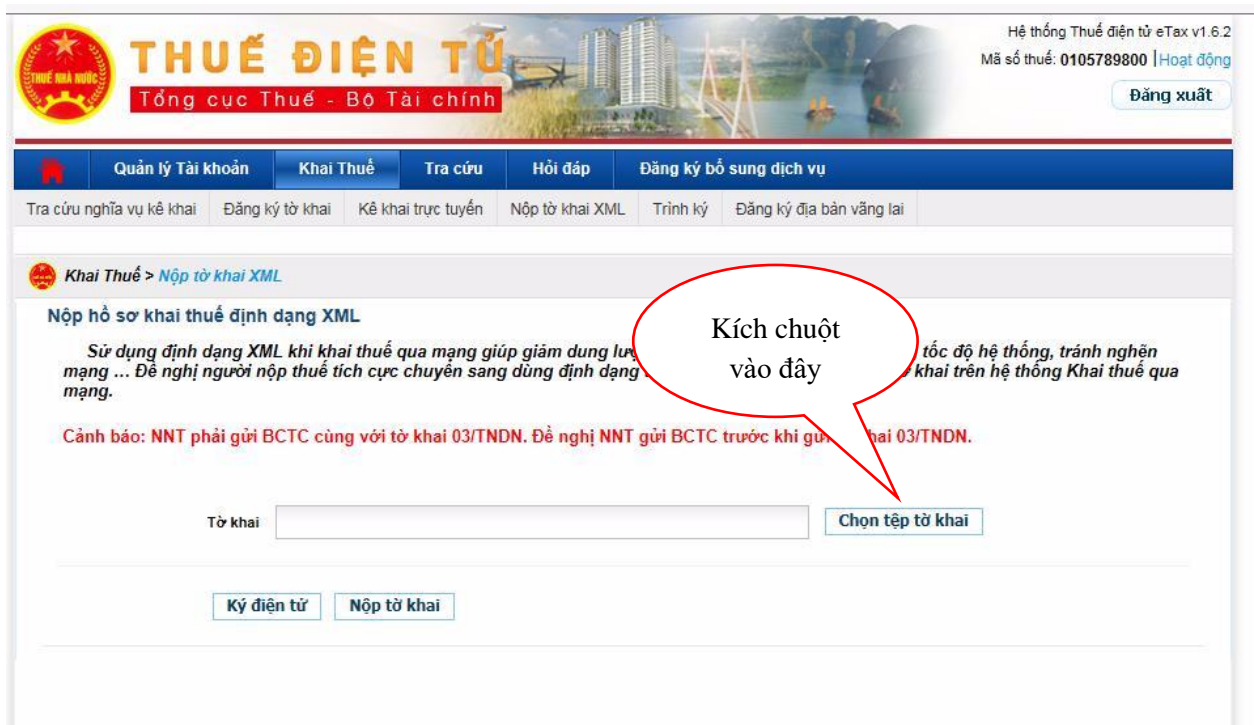 Hệ thống Thuế điện tử eTax v1.6.2
THUẾ ĐIỆN TỬ
Mã số thuế: 0105789800 | Hoạt động
THUẾ NHÀ NƯỚC
Tổng cục Thuế - Bộ Tài chính
Đăng xuất
Quản lý Tài khoản Khai Thuế Tra cứu Hỏi đáp Đăng ký bổ sung dịch vụ
Tra cứu nghĩa vụ kê khai Đăng ký tờ khai Kê khai trực tuyến Nộp tờ khai XML Trình ký Đăng ký địa bàn vãng lai
Khai Thuế > Nộp tờ khai XML
Nộp hồ sơ khai thuế định dạng XML
Kích chuột
vào đây
Sử dụng định dạng XML khi khai thuế qua mạng giúp giảm dung tốc độ hệ thống, tránh nghẽn
mạng ... Đề nghị người nộp thuế tích cực chuyển sang dùng định dạng khai trên hệ thống Khai thuế qua
mạng.
Cảnh báo: NNT phải gửi BCTC cùng với tờ khai 03/TNDN. Đề nghị NNT gửi BCTC trước khi khai 03/TNDN.
Tờ khai
Chọn tệp tờ khai
Ký điện tử Nộp tờ khai